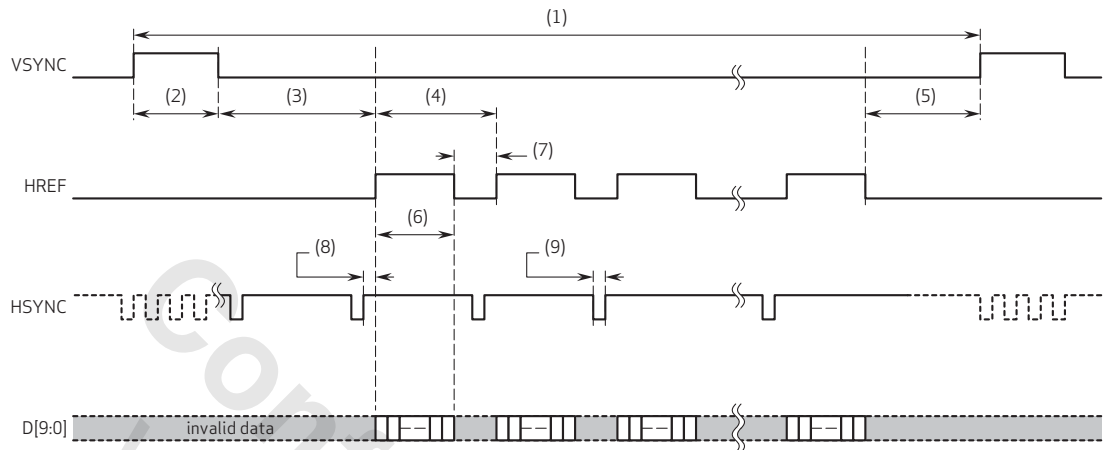 (1)
VSYNC
(2)
(3)
(4)
(5)
(7)
HREF
(6)
(8)
(9)
HSYNC
D[9:0]
invalid data